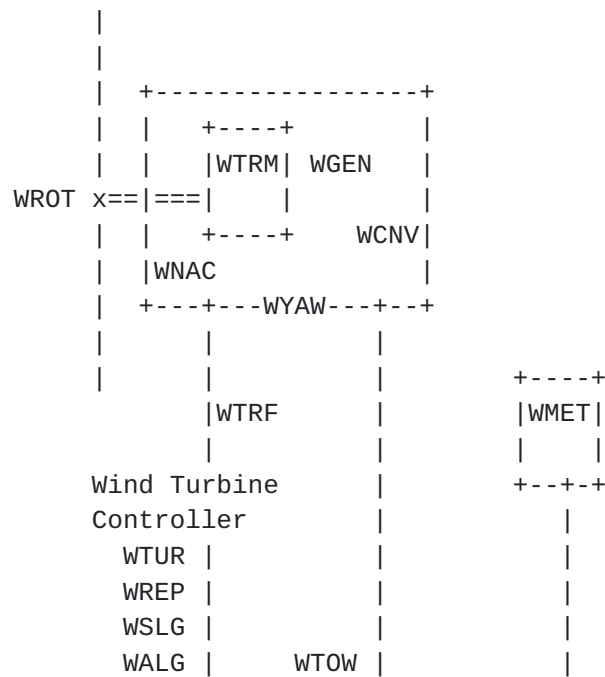 WTRM WGEN
WROT x==
WCNV
WNAC
WYAW
WTRF WMET
Wind Turbine
Controller
WTUR
WREP
WSLG
WALG WTOW